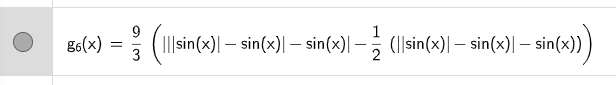 g₆(x) = 9/3 (|||sin(x)| − sin(x)| − sin(x)| − 1/2 (||sin(x)| − sin(x)| − sin(x)))